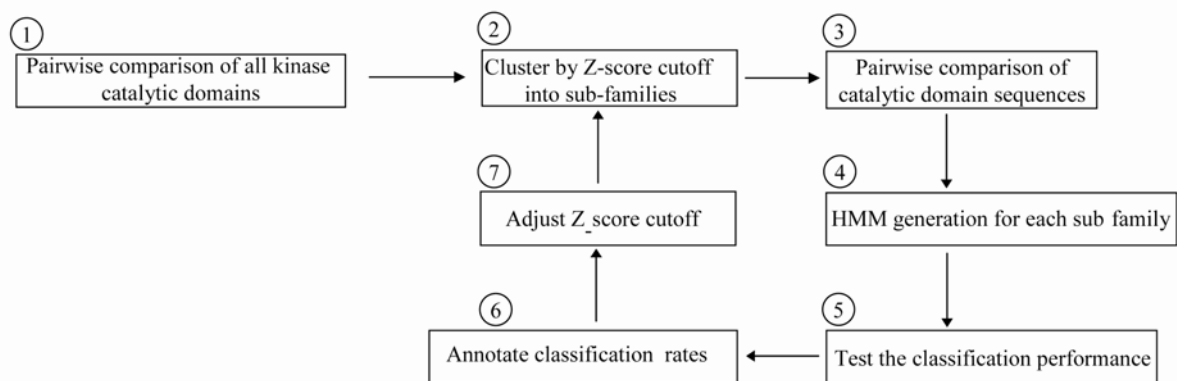 1
Pairwise comparison of all kinase
catalytic domains
2
Cluster by Z-score cutoff
into sub-families
3
Pairwise comparison of
catalytic domain sequences
4
HMM generation for each sub family
5
Test the classification performance
6
Annotate classification rates
7
Adjust Z_score cutoff